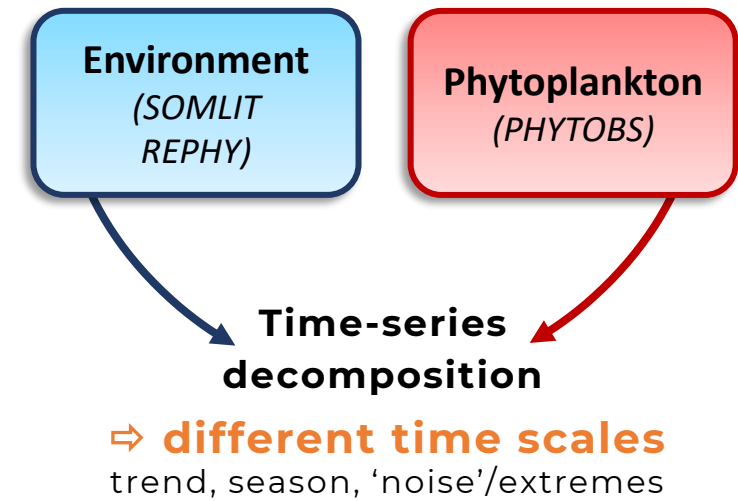 Environment
(SOMLIT
REPHY)
Phytoplankton
(PHYTOBS)
Time-series
decomposition
⇨ different time scales
trend, season, ‘noise’/extremes